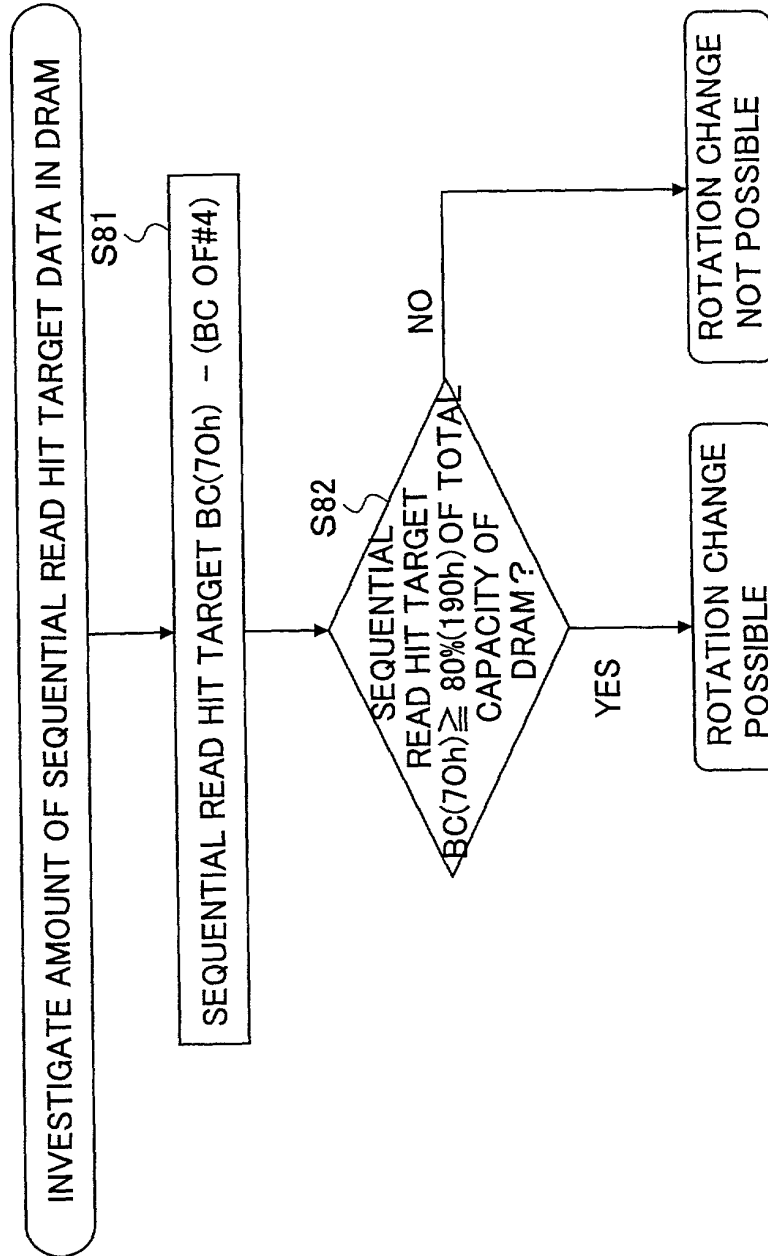 INVESTIGATE AMOUNT OF SEQUENTIAL READ HIT TARGET DATA IN DRAM
S81
SEQUENTIAL READ HIT TARGET BC(70h) − (BC OF#4)
S82
SEQUENTIAL
READ HIT TARGET
BC(70h)≧ 80%(190h)OF TOTAL
CAPACITY OF
DRAM?
NO
YES
ROTATION CHANGE
POSSIBLE
ROTATION CHANGE
NOT POSSIBLE